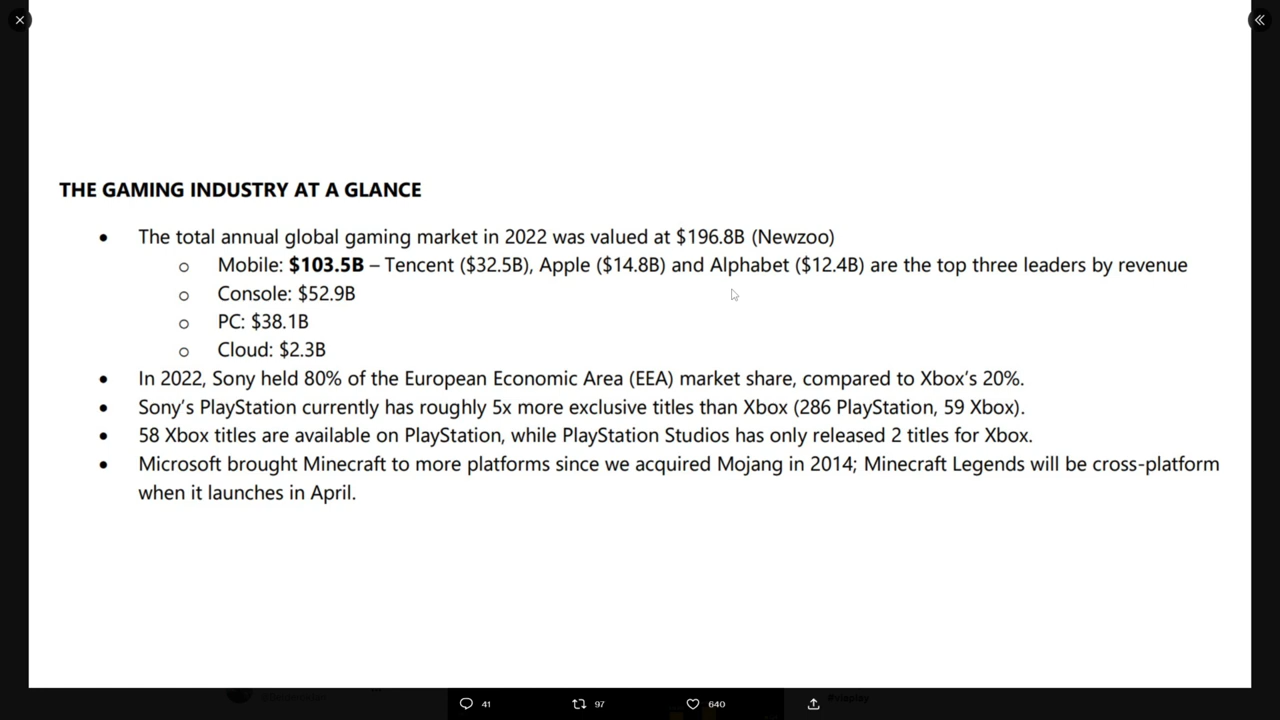 THE GAMING INDUSTRY AT A GLANCE
• The total annual global gaming market in 2022 was valued at $196.8B (Newzoo)
o Mobile: $103.5B – Tencent ($32.5B), Apple ($14.8B) and Alphabet ($12.4B) are the top three leaders by revenue
o Console: $52.9B
o PC: $38.1B
o Cloud: $2.3B
• In 2022, Sony held 80% of the European Economic Area (EEA) market share, compared to Xbox’s 20%.
• Sony’s PlayStation currently has roughly 5x more exclusive titles than Xbox (286 PlayStation, 59 Xbox).
• 58 Xbox titles are available on PlayStation, while PlayStation Studios has only released 2 titles for Xbox.
• Microsoft brought Minecraft to more platforms since we acquired Mojang in 2014; Minecraft Legends will be cross-platform
when it launches in April.
41 97 640